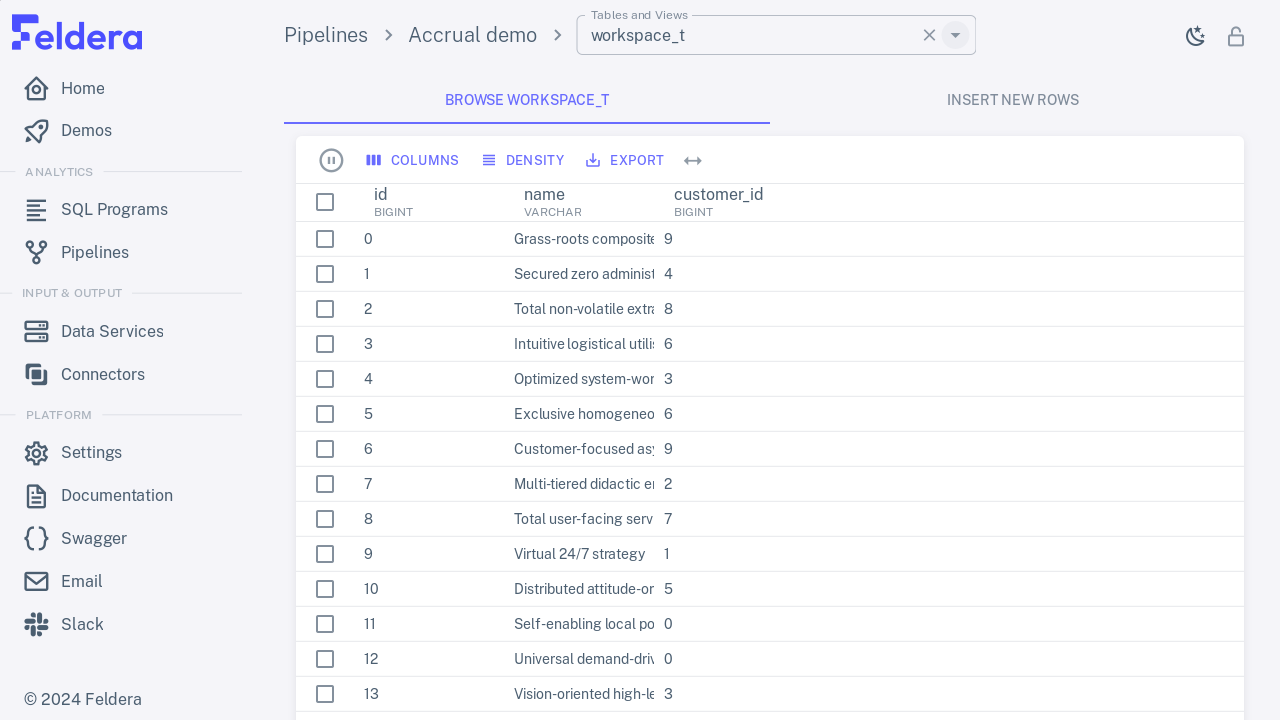 Feldera
Pipelines
Accrual demo
Tables and Views
workspace_t
Home
Demos
ANALYTICS
SQL Programs
Pipelines
INPUT & OUTPUT
Data Services
Connectors
PLATFORM
Settings
Documentation
Swagger
Email
Slack
© 2024 Feldera
BROWSE WORKSPACE_T
INSERT NEW ROWS
COLUMNS DENSITY EXPORT
id name customer_id
BIGINT VARCHAR BIGINT
0 Grass-roots composite 9
1 Secured zero administ 4
2 Total non-volatile extra 8
3 Intuitive logistical utilis 6
4 Optimized system-wor 3
5 Exclusive homogeneo 6
6 Customer-focused asy 9
7 Multi-tiered didactic en 2
8 Total user-facing serv 7
9 Virtual 24/7 strategy 1
10 Distributed attitude-or 5
11 Self-enabling local po 0
12 Universal demand-driv 0
13 Vision-oriented high-le 3